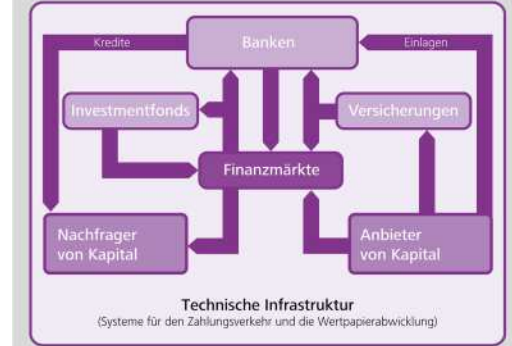 Kredite
Banken
Einlagen
Investmentfonds
Versicherungen
Finanzmärkte
Nachfrager
von Kapital
Anbieter
von Kapital
Technische Infrastruktur
(Systeme für den Zahlungsverkehr und die Wertpapierabwicklung)